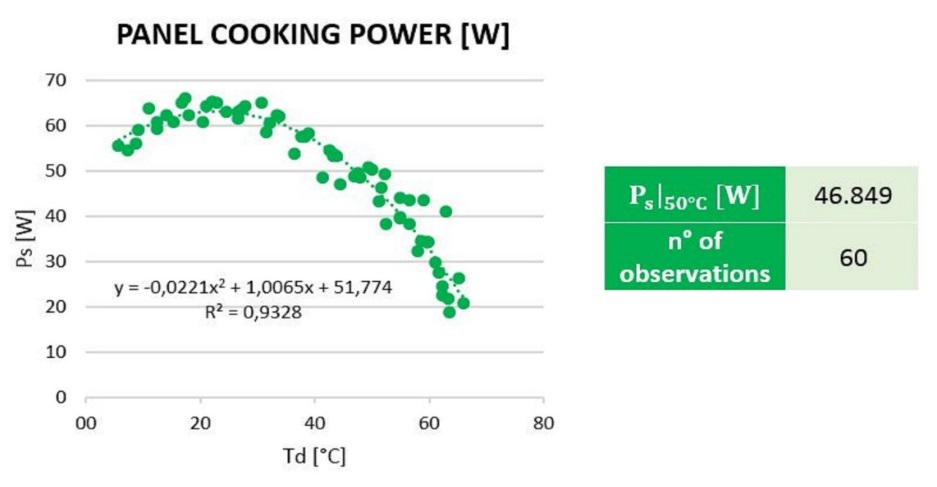 PANEL COOKING POWER [W]
70
60
50
40
30
20
10
0
Ps [W]
y = -0,0221x² + 1,0065x + 51,774
R² = 0,9328
00 20 40 60 80
Td [°C]
Pₛ|₅₀°C [W] 46.849
n° of
observations 60